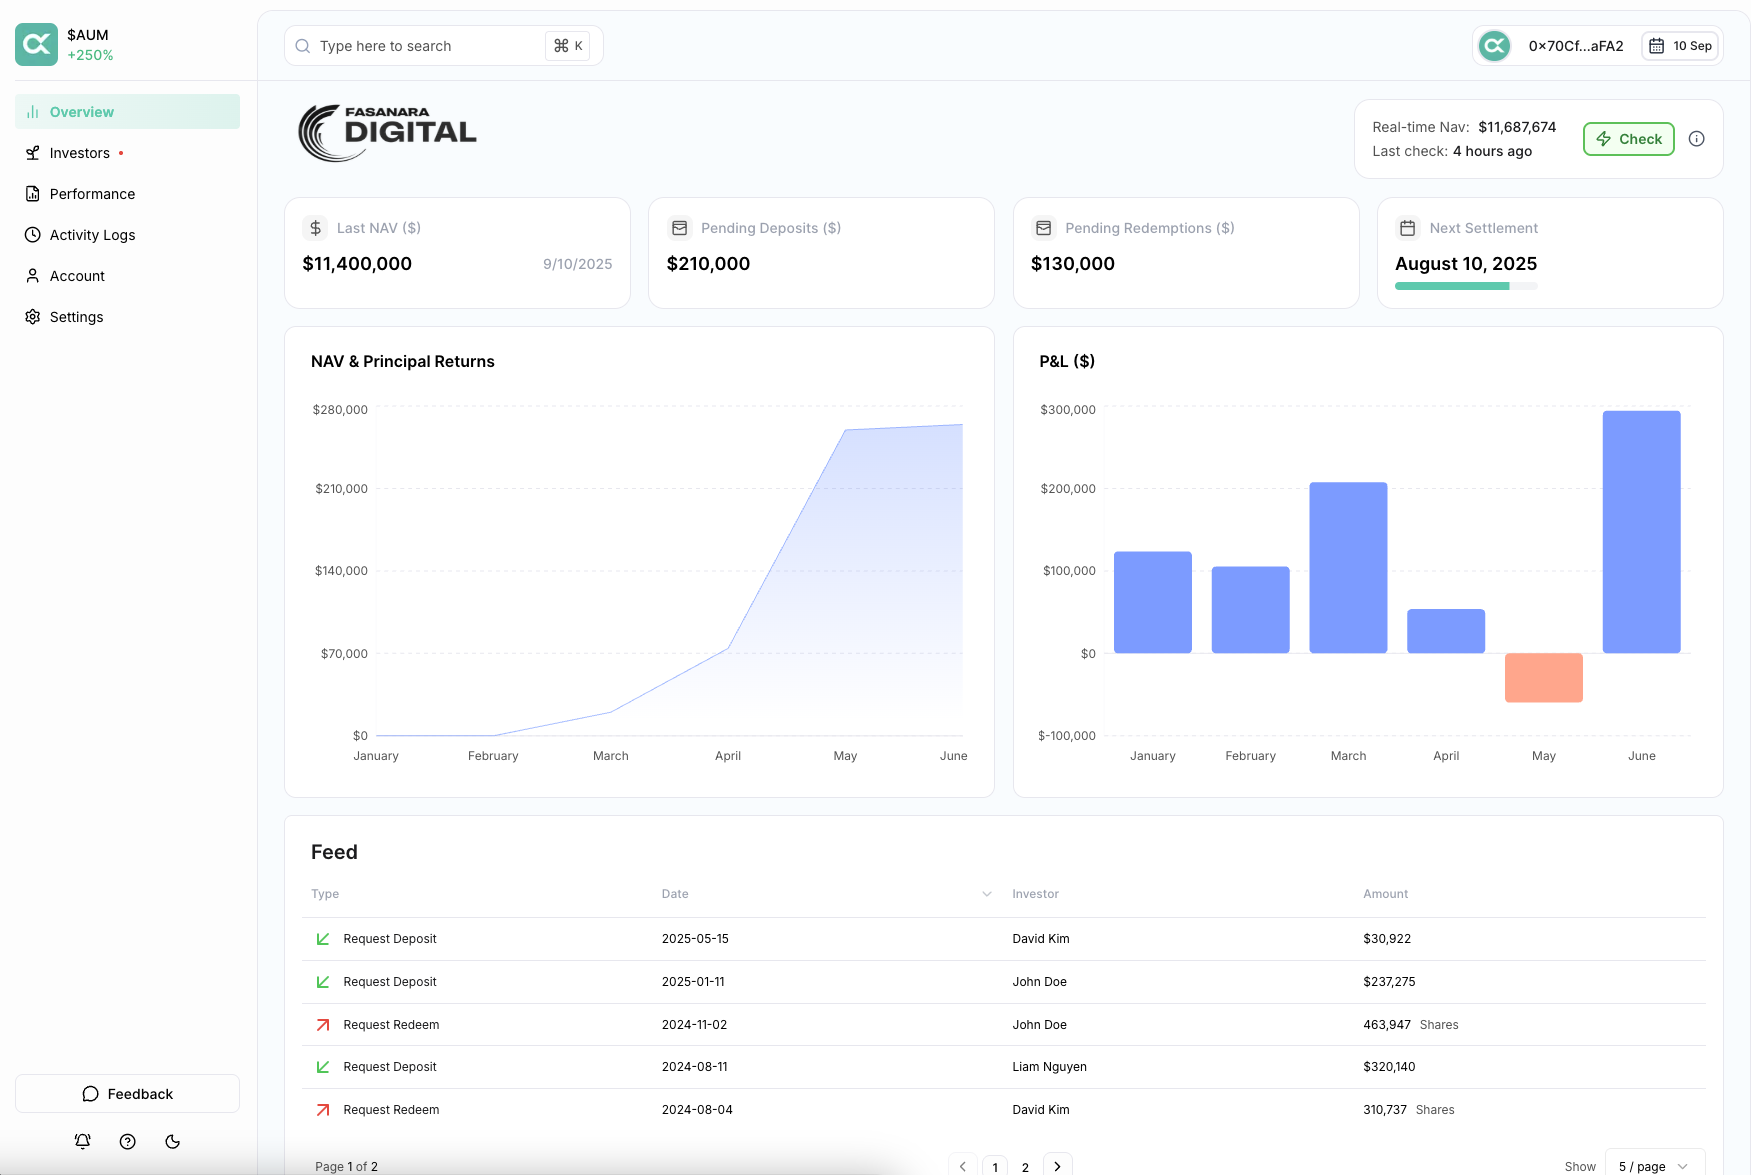 $AUM
+250%
Type here to search
⌘ K
0x70Cf...aFA2
10 Sep
Overview
Investors
Performance
Activity Logs
Account
Settings
FASANARA
DIGITAL
Real-time Nav: $11,687,674
Last check: 4 hours ago
Check
Last NAV ($)
$11,400,000
9/10/2025
Pending Deposits ($)
$210,000
Pending Redemptions ($)
$130,000
Next Settlement
August 10, 2025
NAV & Principal Returns
$280,000
$210,000
$140,000
$70,000
$0
January February March April May June
P&L ($)
$300,000
$200,000
$100,000
$0
$-100,000
January February March April May June
Feed
Type Date Investor Amount
Request Deposit 2025-05-15 David Kim $30,922
Request Deposit 2025-01-11 John Doe $237,275
Request Redeem 2024-11-02 John Doe 463,947 Shares
Request Deposit 2024-08-11 Liam Nguyen $320,140
Request Redeem 2024-08-04 David Kim 310,737 Shares
Page 1 of 2
1 2
Show 5 / page
Feedback